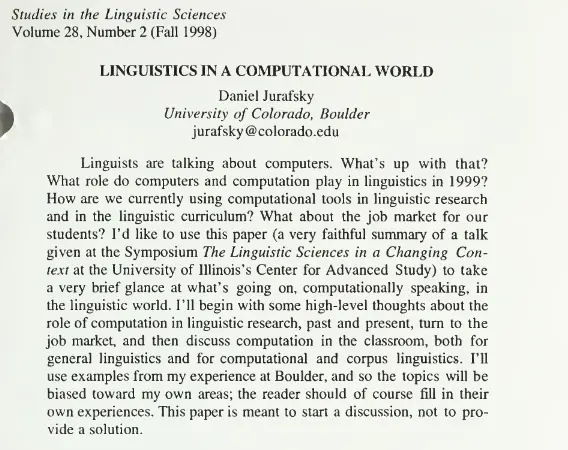 Studies in the Linguistic Sciences
Volume 28, Number 2 (Fall 1998)
LINGUISTICS IN A COMPUTATIONAL WORLD
Daniel Jurafsky
University of Colorado, Boulder
jurafsky@colorado.edu
Linguists are talking about computers. What's up with that?
What role do computers and computation play in linguistics in 1999?
How are we currently using computational tools in linguistic research
and in the linguistic curriculum? What about the job market for our
students? I'd like to use this paper (a very faithful summary of a talk
given at the Symposium The Linguistic Sciences in a Changing Con-
text at the University of Illinois's Center for Advanced Study) to take
a very brief glance at what's going on, computationally speaking, in
the linguistic world. I'll begin with some high-level thoughts about the
role of computation in linguistic research, past and present, turn to the
job market, and then discuss computation in the classroom, both for
general linguistics and for computational and corpus linguistics. I'll
use examples from my experience at Boulder, and so the topics will be
biased toward my own areas; the reader should of course fill in their
own experiences. This paper is meant to start a discussion, not to pro-
vide a solution.